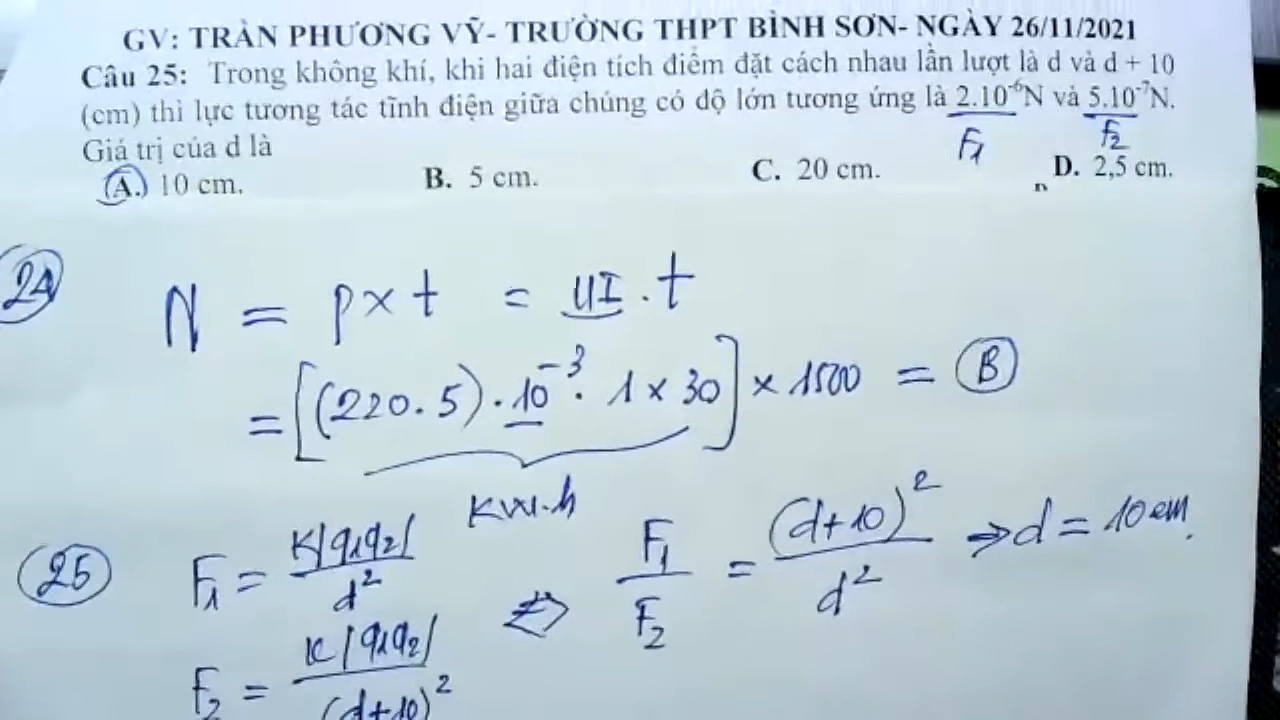 GV: TRẦN PHƯƠNG VỸ- TRƯỜNG THPT BÌNH SƠN- NGÀY 26/11/2021
Câu 25: Trong không khí, khi hai điện tích điểm đặt cách nhau lần lượt là d và d + 10
(cm) thì lực tương tác tĩnh điện giữa chúng có độ lớn tương ứng là 2.10⁻⁶N và 5.10⁻⁷N.
F₁ F₂
Giá trị của d là
A. 10 cm. B. 5 cm. C. 20 cm. D. 2,5 cm.
24 N = p x t = UI . t
= [(220.5).10⁻³. 1 x 30] x 1500 = B
KW.h
25 F₁ = K|q₁q₂| / d² ⇔ F₁ / F₂ = (d+10)² / d² ⇒ d = 10 cm.
F₂ = K|q₁q₂| / (d+10)²